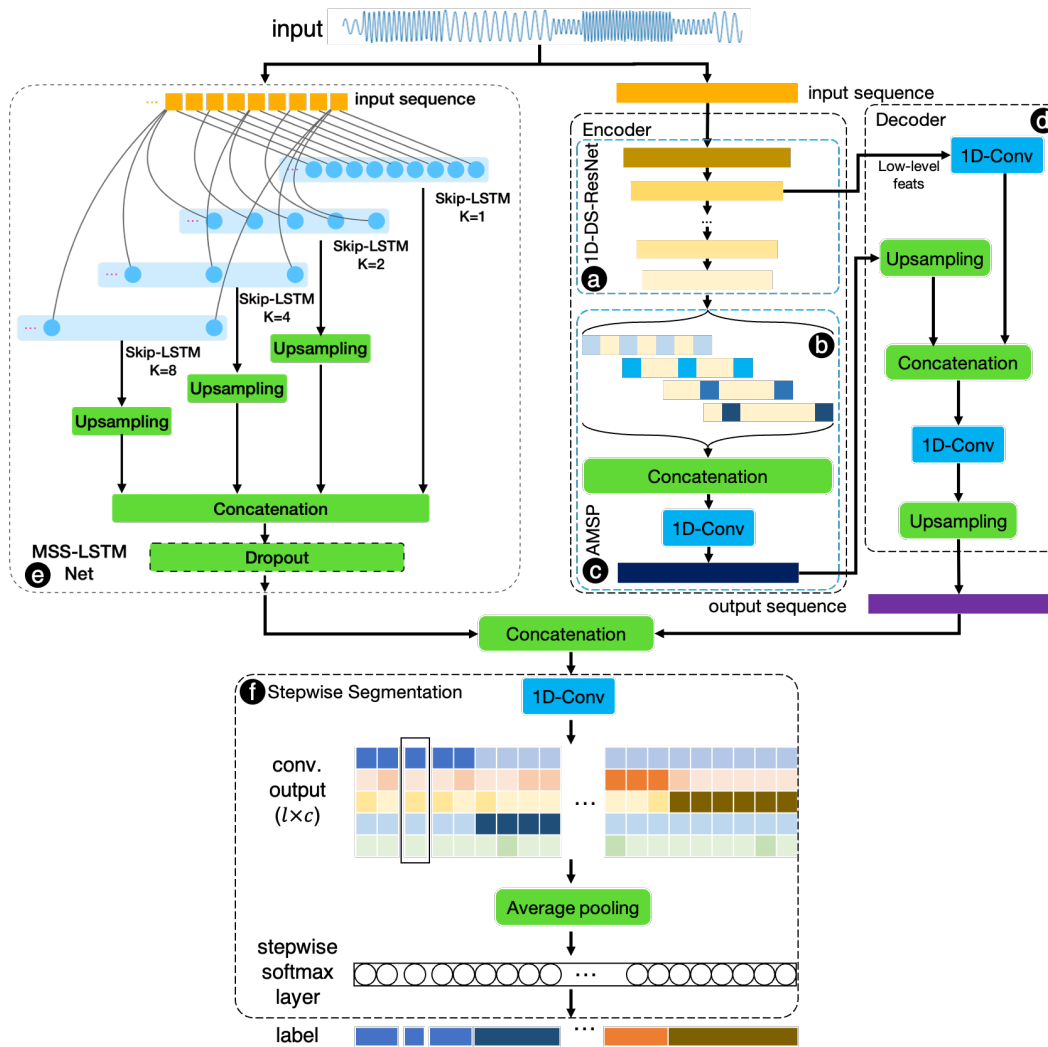 input
... input sequence
input sequence
Encoder
Decoder
d
1D-DS-ResNet
1D-Conv
Low-level
feats
...
Skip-LSTM
K=1
...
Skip-LSTM
K=2
...
Skip-LSTM
K=4
...
Skip-LSTM
K=8
Upsampling
Upsampling
Upsampling
Concatenation
Dropout
MSS-LSTM
Net
e
...
a
b
Concatenation
1D-Conv
AMSP
c
Upsampling
Concatenation
1D-Conv
Upsampling
output sequence
Concatenation
f Stepwise Segmentation
1D-Conv
conv.
output
(l×c)
...
Average pooling
stepwise
softmax
layer
...
label
...